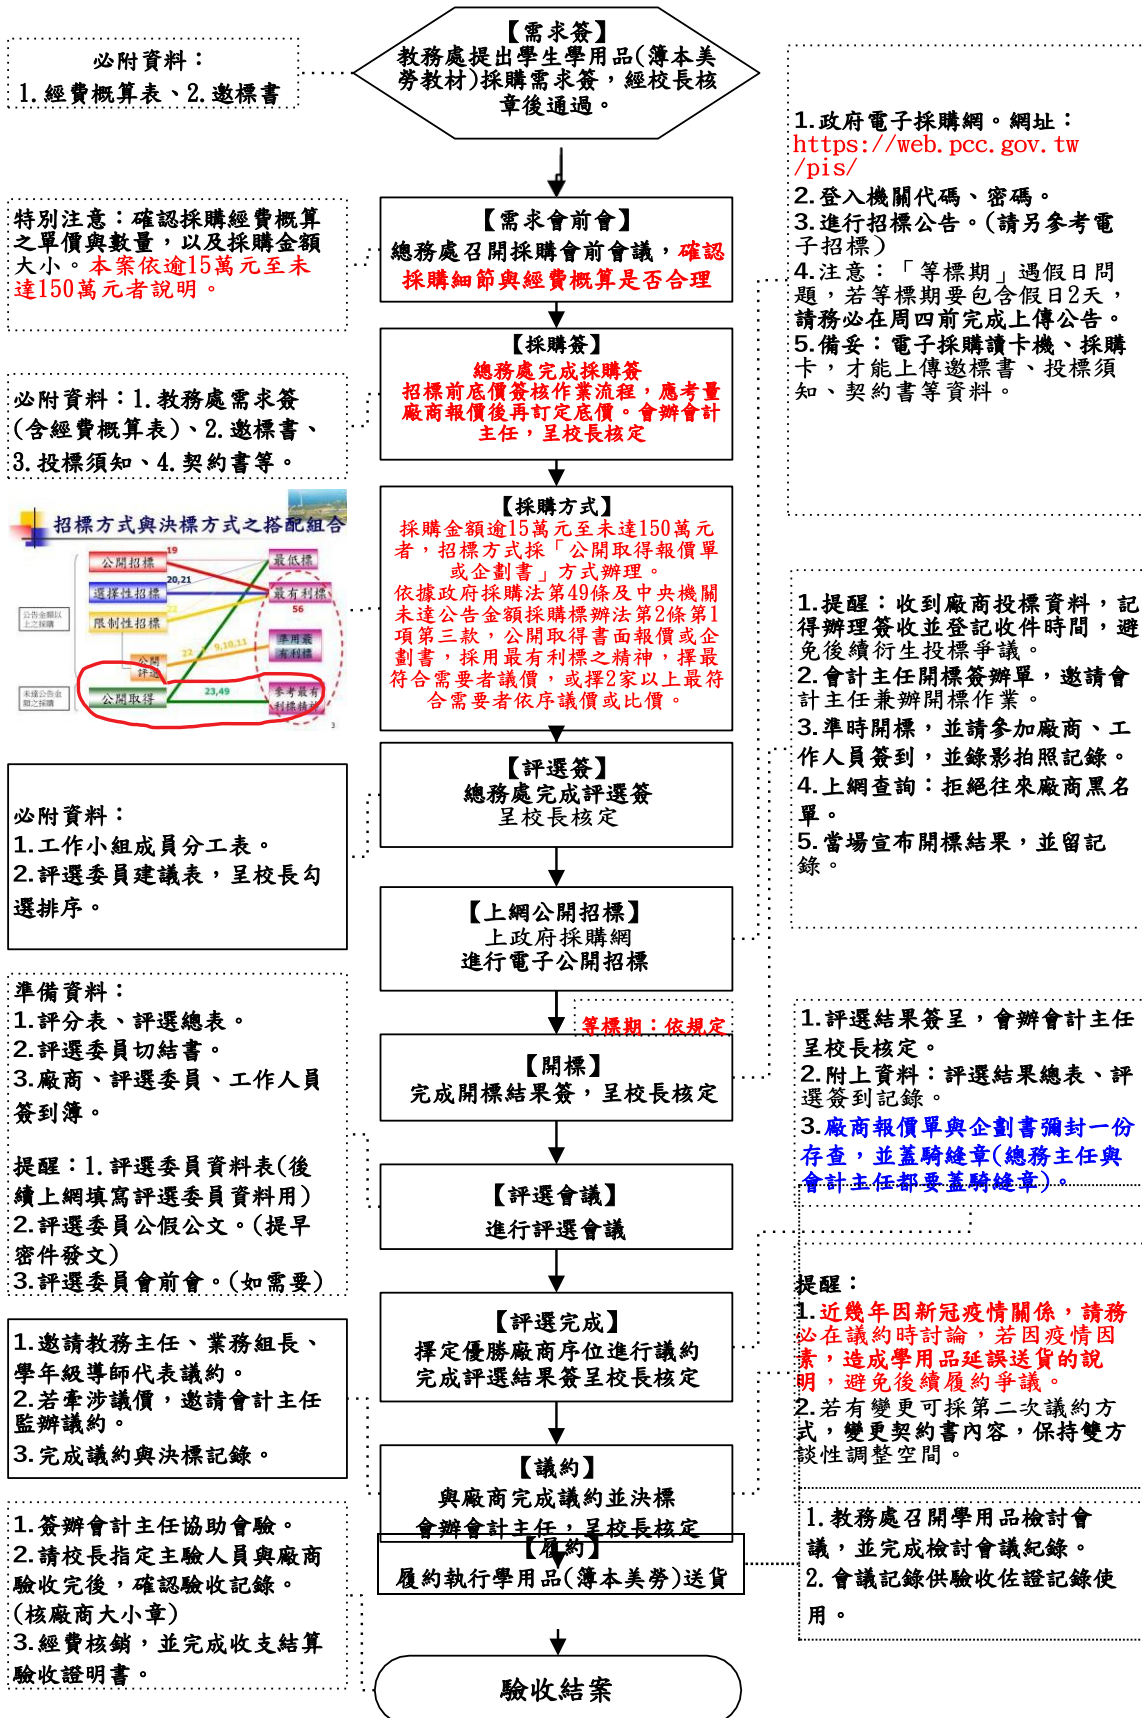 【需求簽】
教務處提出學生學用品(簿本美
勞教材)採購需求簽，經校長核
章後通過。
必附資料：
1.經費概算表、2.邀標書
【需求會前會】
總務處召開採購會前會議，確認
採購細節與經費概算是否合理
特別注意：確認採購經費概算
之單價與數量，以及採購金額
大小。本案依逾15萬元至未
達150萬元者說明。
【採購簽】
總務處完成採購簽
招標前底價簽核作業流程，應考量
廠商報價後再訂定底價。會辦會計
主任，呈校長核定
必附資料：1.教務處需求簽
(含經費概算表)、2.邀標書、
3.投標須知、4.契約書等。
1.政府電子採購網。網址：
https://web.pcc.gov.tw
/pis/
2.登入機關代碼、密碼。
3.進行招標公告。(請另參考電
子招標)
4.注意：「等標期」遇假日問
題，若等標期要包含假日2天，
請務必在周四前完成上傳公告。
5.備妥：電子採購讀卡機、採購
卡，才能上傳邀標書、投標須
知、契約書等資料。
招標方式與決標方式之搭配組合
公開招標
19
最低標
選擇性招標
20,21
最有利標
56
公告金額以
上之採購
限制性招標
22
準用最
有利標
公開
評選
22
9,10,11
未達公告金
額之採購
公開取得
23,49
參考最有
利標精神
3
【採購方式】
採購金額逾15萬元至未達150萬元
者，招標方式採「公開取得報價單
或企劃書」方式辦理。
依據政府採購法第49條及中央機關
未達公告金額採購標辦法第2條第1
項第三款，公開取得書面報價或企
劃書，採用最有利標之精神，擇最
符合需要者議價，或擇2家以上最符
合需要者依序議價或比價。
1.提醒：收到廠商投標資料，記
得辦理簽收並登記收件時間，避
免後續衍生投標爭議。
2.會計主任開標簽辦單，邀請會
計主任兼辦開標作業。
3.準時開標，並請參加廠商、工
作人員簽到，並錄影拍照記錄。
4.上網查詢：拒絕往來廠商黑名
單。
5.當場宣布開標結果，並留記
錄。
【評選簽】
總務處完成評選簽
呈校長核定
必附資料：
1.工作小組成員分工表。
2.評選委員建議表，呈校長勾
選排序。
【上網公開招標】
上政府採購網
進行電子公開招標
等標期：依規定
【開標】
完成開標結果簽，呈校長核定
準備資料：
1.評分表、評選總表。
2.評選委員切結書。
3.廠商、評選委員、工作人員
簽到簿。
提醒：1.評選委員資料表(後
續上網填寫評選委員資料用)
2.評選委員公假公文。(提早
密件發文)
3.評選委員會前會。(如需要)
1.評選結果簽呈，會辦會計主任
呈校長核定。
2.附上資料：評選結果總表、評
選簽到記錄。
3.廠商報價單與企劃書彌封一份
存查，並蓋騎縫章(總務主任與
會計主任都要蓋騎縫章)。
【評選會議】
進行評選會議
【評選完成】
擇定優勝廠商序位進行議約
完成評選結果簽呈校長核定
1.邀請教務主任、業務組長、
學年級導師代表議約。
2.若牽涉議價，邀請會計主任
監辦議約。
3.完成議約與決標記錄。
提醒：
1.近幾年因新冠疫情關係，請務
必在議約時討論，若因疫情因
素，造成學用品延誤送貨的說
明，避免後續履約爭議。
2.若有變更可採第二次議約方
式，變更契約書內容，保持雙方
談性調整空間。
【議約】
與廠商完成議約並決標
會辦會計主任，呈校長核定
【履約】
履約執行學用品(簿本美勞)送貨
1.簽辦會計主任協助會驗。
2.請校長指定主驗人員與廠商
驗收完後，確認驗收記錄。
(核廠商大小章)
3.經費核銷，並完成收支結算
驗收證明書。
1.教務處召開學用品檢討會
議，並完成檢討會議紀錄。
2.會議記錄供驗收佐證記錄使
用。
驗收結案